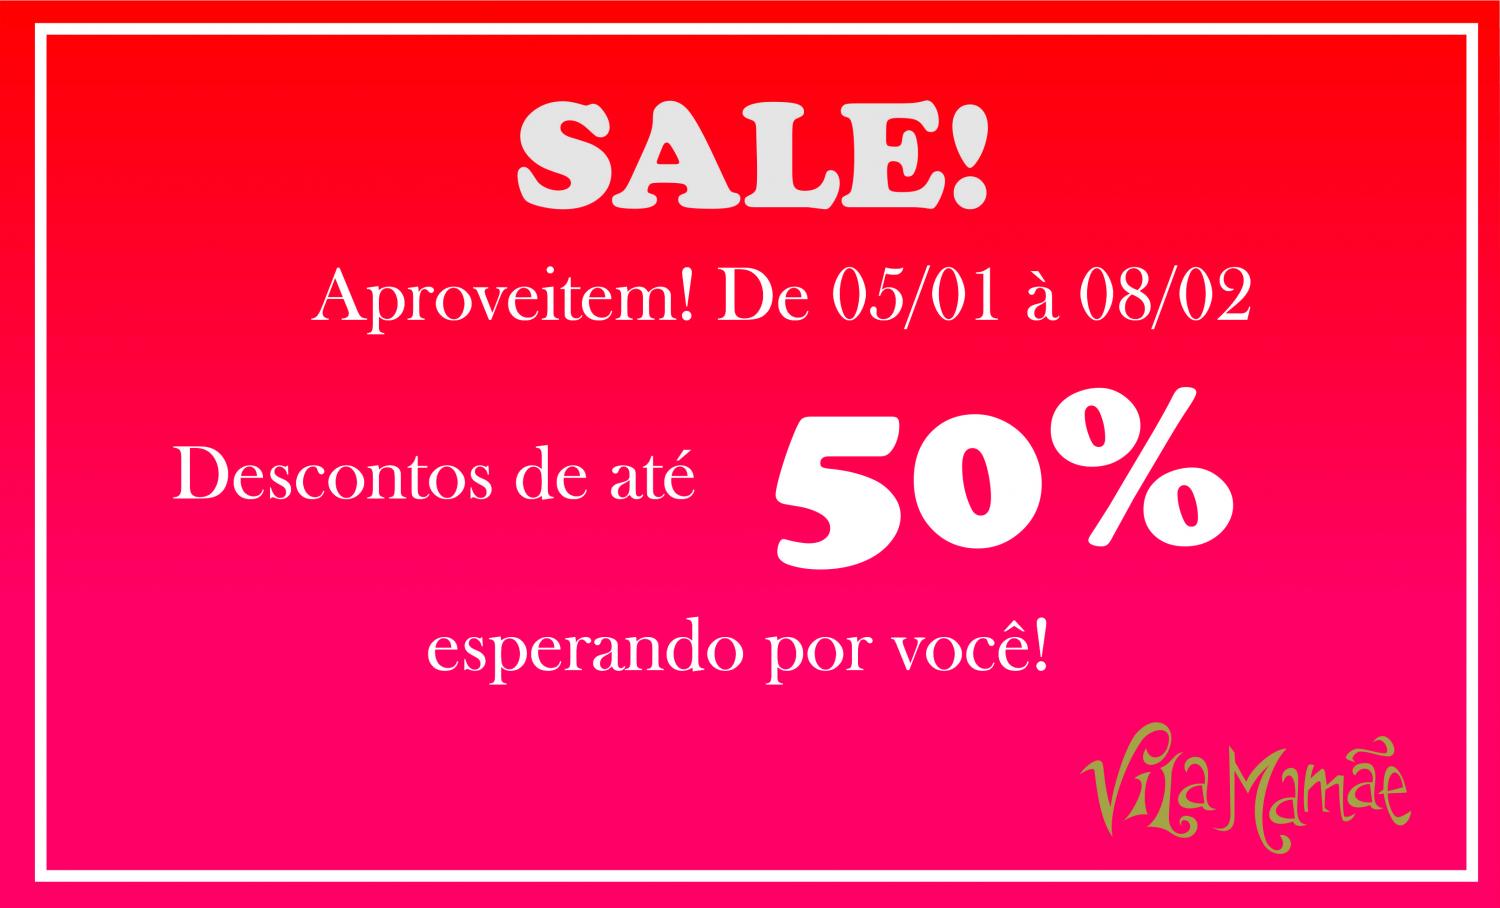 SALE!
Aproveitem! De 05/01 à 08/02
Descontos de até 50%
esperando por você!
Vila Mamãe